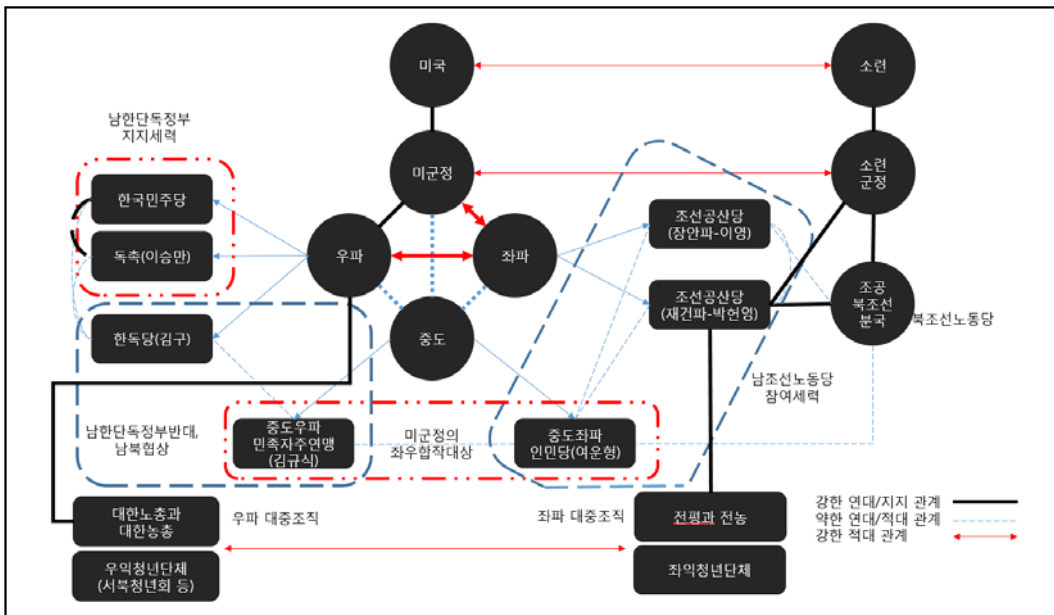 미국
소련
남한단독정부
지지세력
미군정
소련
군정
한국민주당
조선공산당
(장안파-이영)
독촉(이승만)
우파
좌파
조선공산당
(재건파-박헌영)
조공
북조선
분국
북조선노통당
한독당(김구)
중도
남조선노동당
참여세력
남한단독정부반대,
남북협상
중도우파
민족자주연맹
(김규식)
미군정의
좌우합작대상
중도좌파
인민당(여운형)
대한노총과
대한농총
우파 대중조직
좌파 대중조직
전평과 전농
강한 연대/지지 관계
약한 연대/적대 관계
강한 적대 관계
우익청년단체
(서북청년회 등)
좌익청년단체